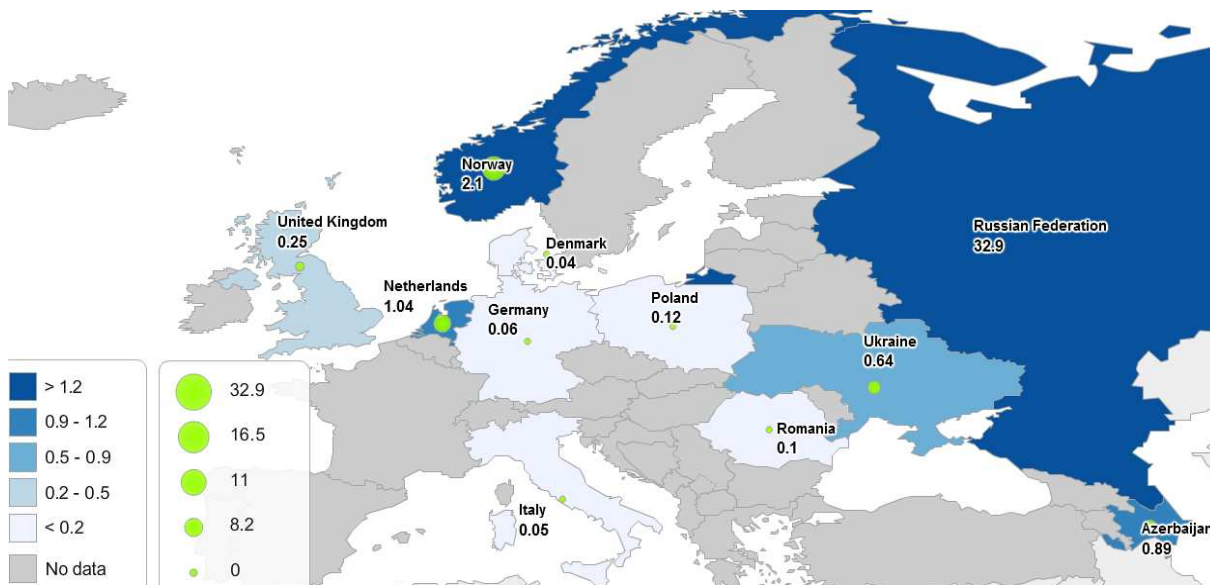 Norway
2.1
United Kingdom
0.25
Denmark
0.04
Russian Federation
32.9
Netherlands
1.04
Germany
0.06
Poland
0.12
Ukraine
0.64
Romania
0.1
Italy
0.05
Azerbaijan
0.89
> 1.2
0.9 - 1.2
0.5 - 0.9
0.2 - 0.5
< 0.2
No data
32.9
16.5
11
8.2
0